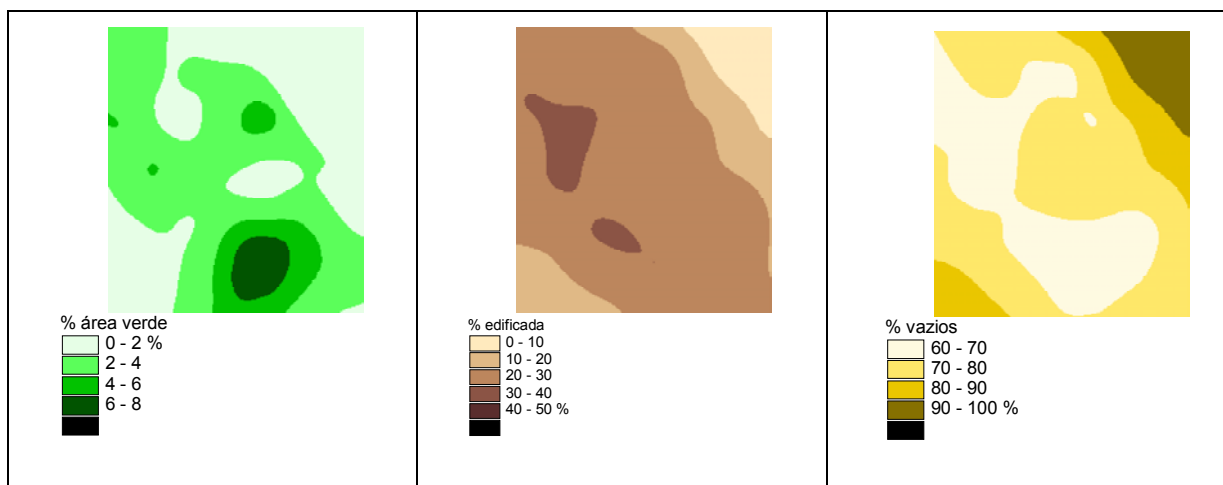 % área verde
0 - 2 %
2 - 4
4 - 6
6 - 8
% edificada
0 - 10
10 - 20
20 - 30
30 - 40
40 - 50 %
% vazios
60 - 70
70 - 80
80 - 90
90 - 100 %